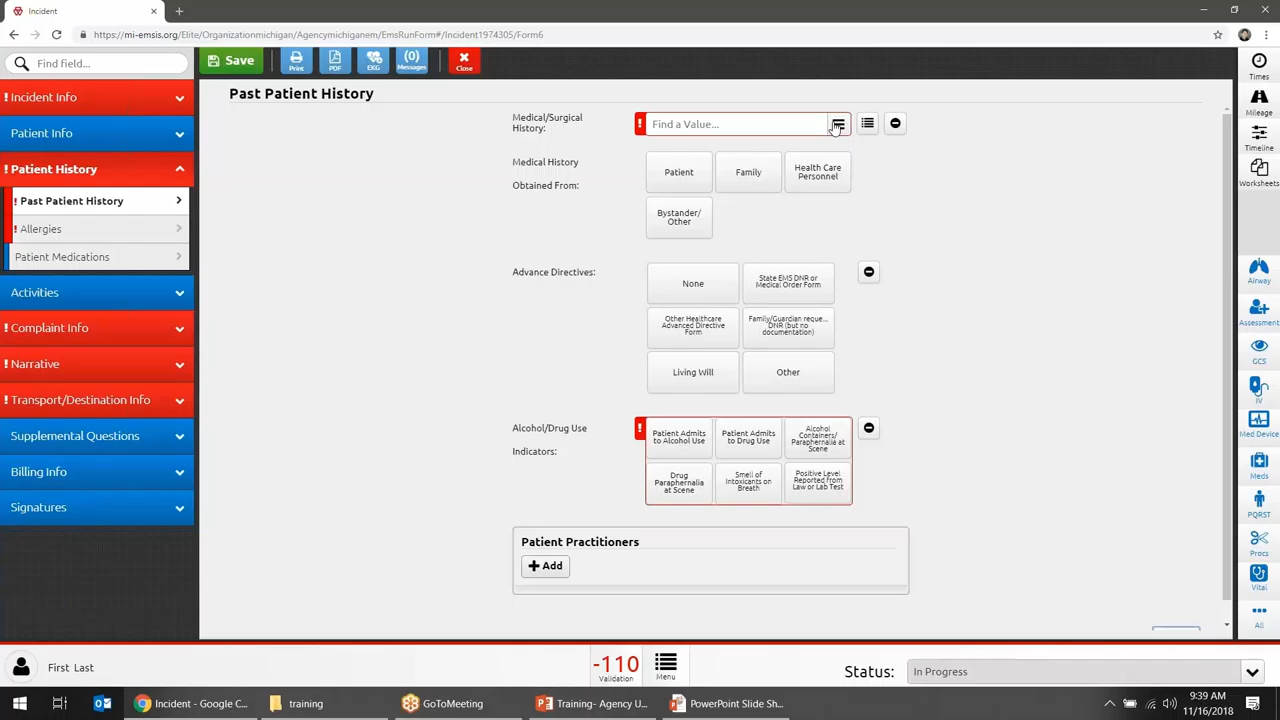 Incident
https://mi-emsis.org/Elite/Organizationmichigan/Agencymichiganem/EmsRunForm#/Incident1974305/Form6
Find field...
Save
Print
PDF
EKG
(0)
Messages
Close
Times
Mileage
Timeline
Worksheets
Airway
Assessment
GCS
IV
Med Device
Meds
PQRST
Procs
Vital
All
! Incident Info
Patient Info
! Patient History
! Past Patient History
! Allergies
Patient Medications
Activities
! Complaint Info
! Narrative
! Transport/Destination Info
Supplemental Questions
Billing Info
Signatures
Past Patient History
Medical/Surgical
History:
! Find a Value...
Medical History
Obtained From:
Patient
Family
Health Care
Personnel
Bystander/
Other
Advance Directives:
None
State EMS DNR or
Medical Order Form
Other Healthcare
Advanced Directive
Form
Family/Guardian reque...
DNR (but no
documentation)
Living Will
Other
Alcohol/Drug Use
Indicators:
!
Patient Admits
to Alcohol Use
Patient Admits
to Drug Use
Alcohol
Containers/
Paraphernalia at
Scene
Drug
Paraphernalia
at Scene
Smell of
Intoxicants on
Breath
Positive Level
Reported from
Law or Lab Test
Patient Practitioners
Add
First Last
-110
Validation
Menu
Status:
In Progress
Incident - Google C...
training
GoToMeeting
Training- Agency U...
PowerPoint Slide Sh...
9:39 AM
11/16/2018